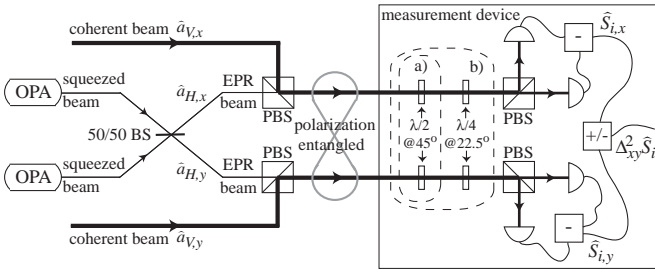 measurement device
coherent beam â_{V,x}
Ŝ_{i,x}
-
a) b)
OPA squeezed beam
â_{H,x} EPR beam
PBS
PBS
50/50 BS
polarization entangled
λ/2 @45°
λ/4 @22.5°
+/-
Δ²_{xy}Ŝ_i
OPA squeezed beam
â_{H,y} EPR beam
PBS
PBS
-
coherent beam â_{V,y}
Ŝ_{i,y}